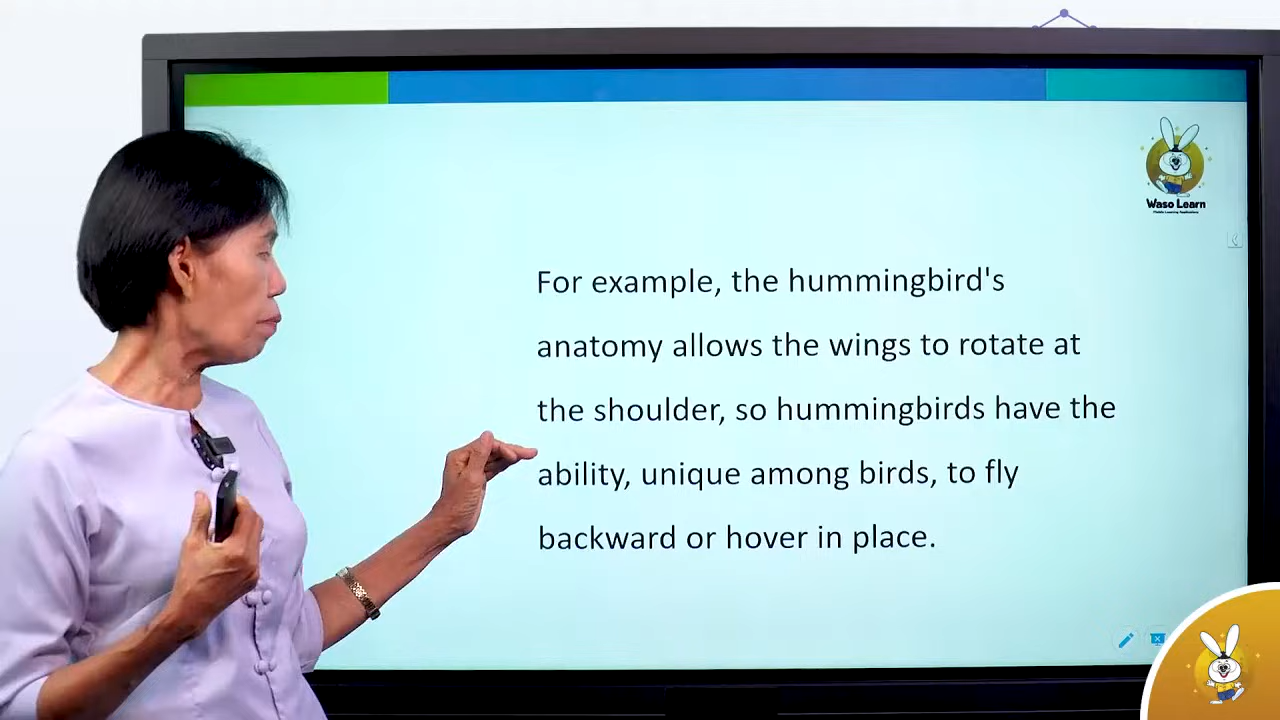 Waso Learn
For example, the hummingbird's
anatomy allows the wings to rotate at
the shoulder, so hummingbirds have the
ability, unique among birds, to fly
backward or hover in place.